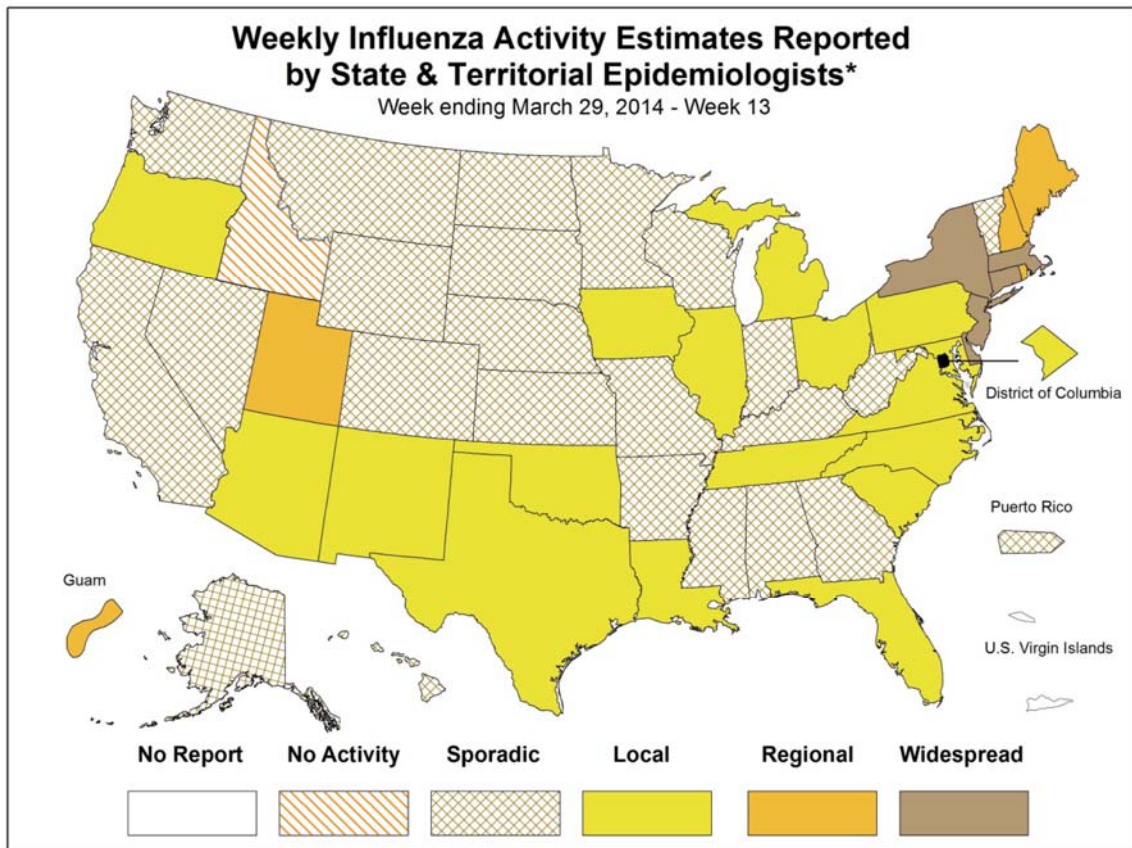 Weekly Influenza Activity Estimates Reported
by State & Territorial Epidemiologists*
Week ending March 29, 2014 - Week 13
District of Columbia
Puerto Rico
Guam
U.S. Virgin Islands
No Report
No Activity
Sporadic
Local
Regional
Widespread